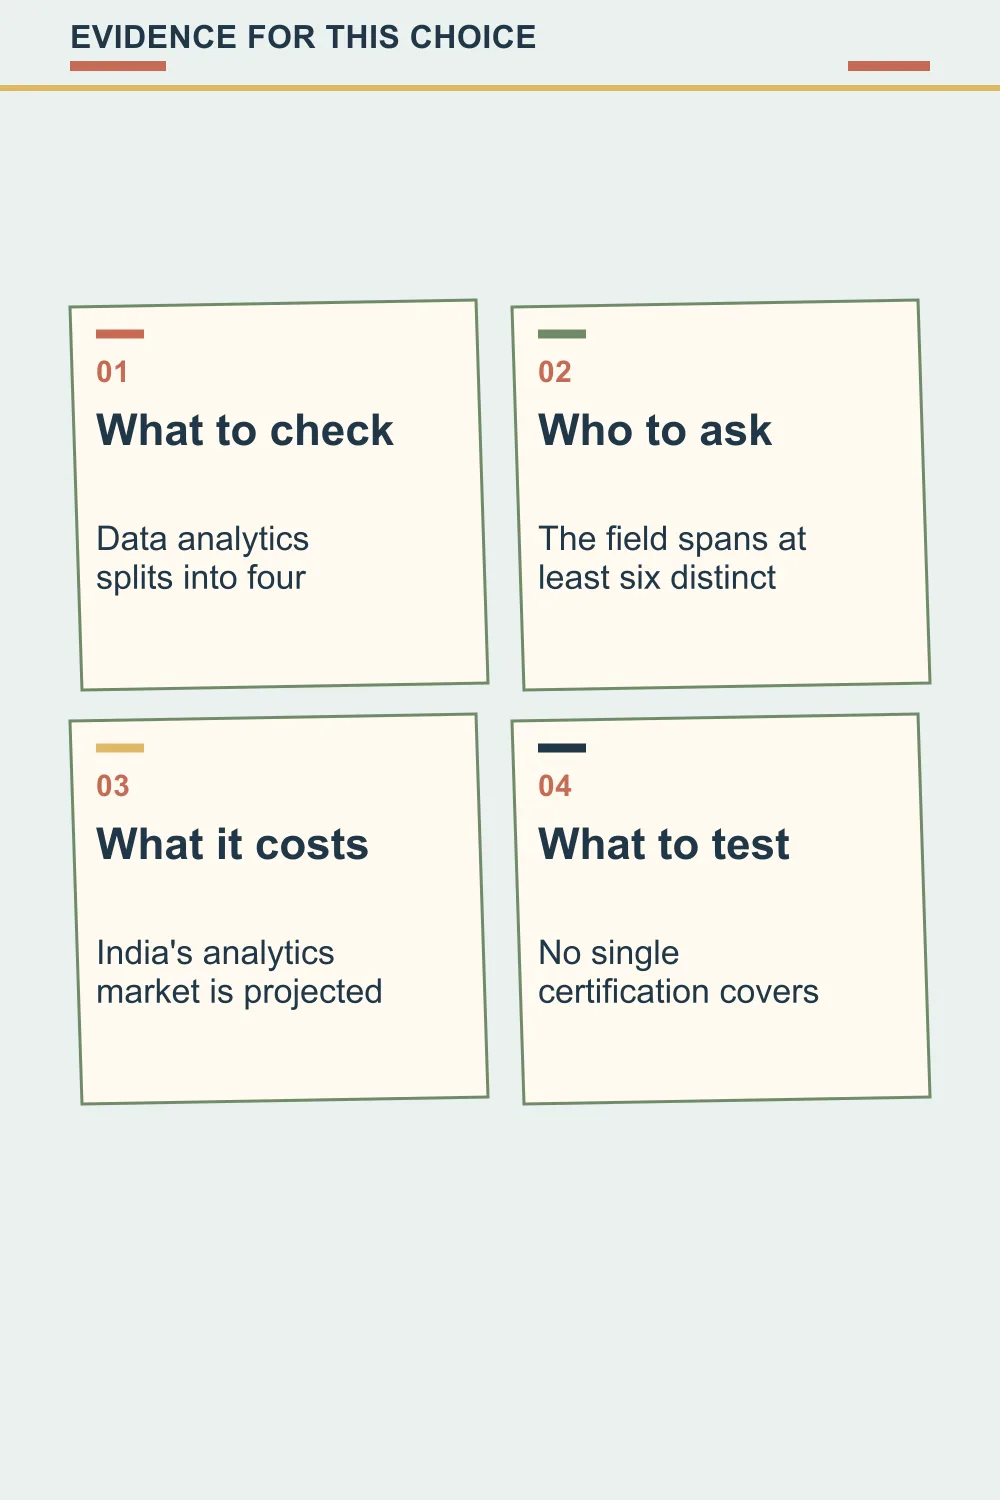 EVIDENCE FOR THIS CHOICE
01
What to check
Data analytics
splits into four
02
Who to ask
The field spans at
least six distinct
03
What it costs
India's analytics
market is projected
04
What to test
No single
certification covers